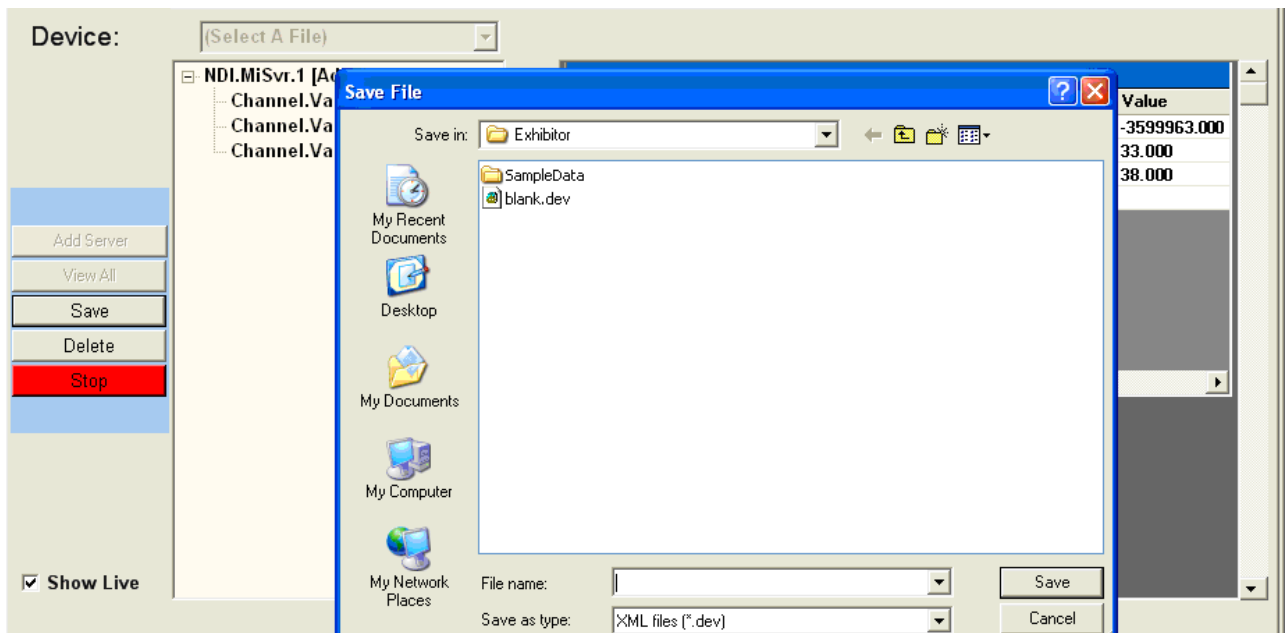 Device:
(Select A File)
NDI.MiSvr.1 [Ad
Channel.Va
Channel.Va
Channel.Va
Add Server
View All
Save
Delete
Stop
Show Live
Save File
Save in:
Exhibitor
My Recent
Documents
Desktop
My Documents
My Computer
My Network
Places
SampleData
blank.dev
File name:
Save
Save as type:
XML files (*.dev)
Cancel
Value
-3599963.000
33.000
38.000